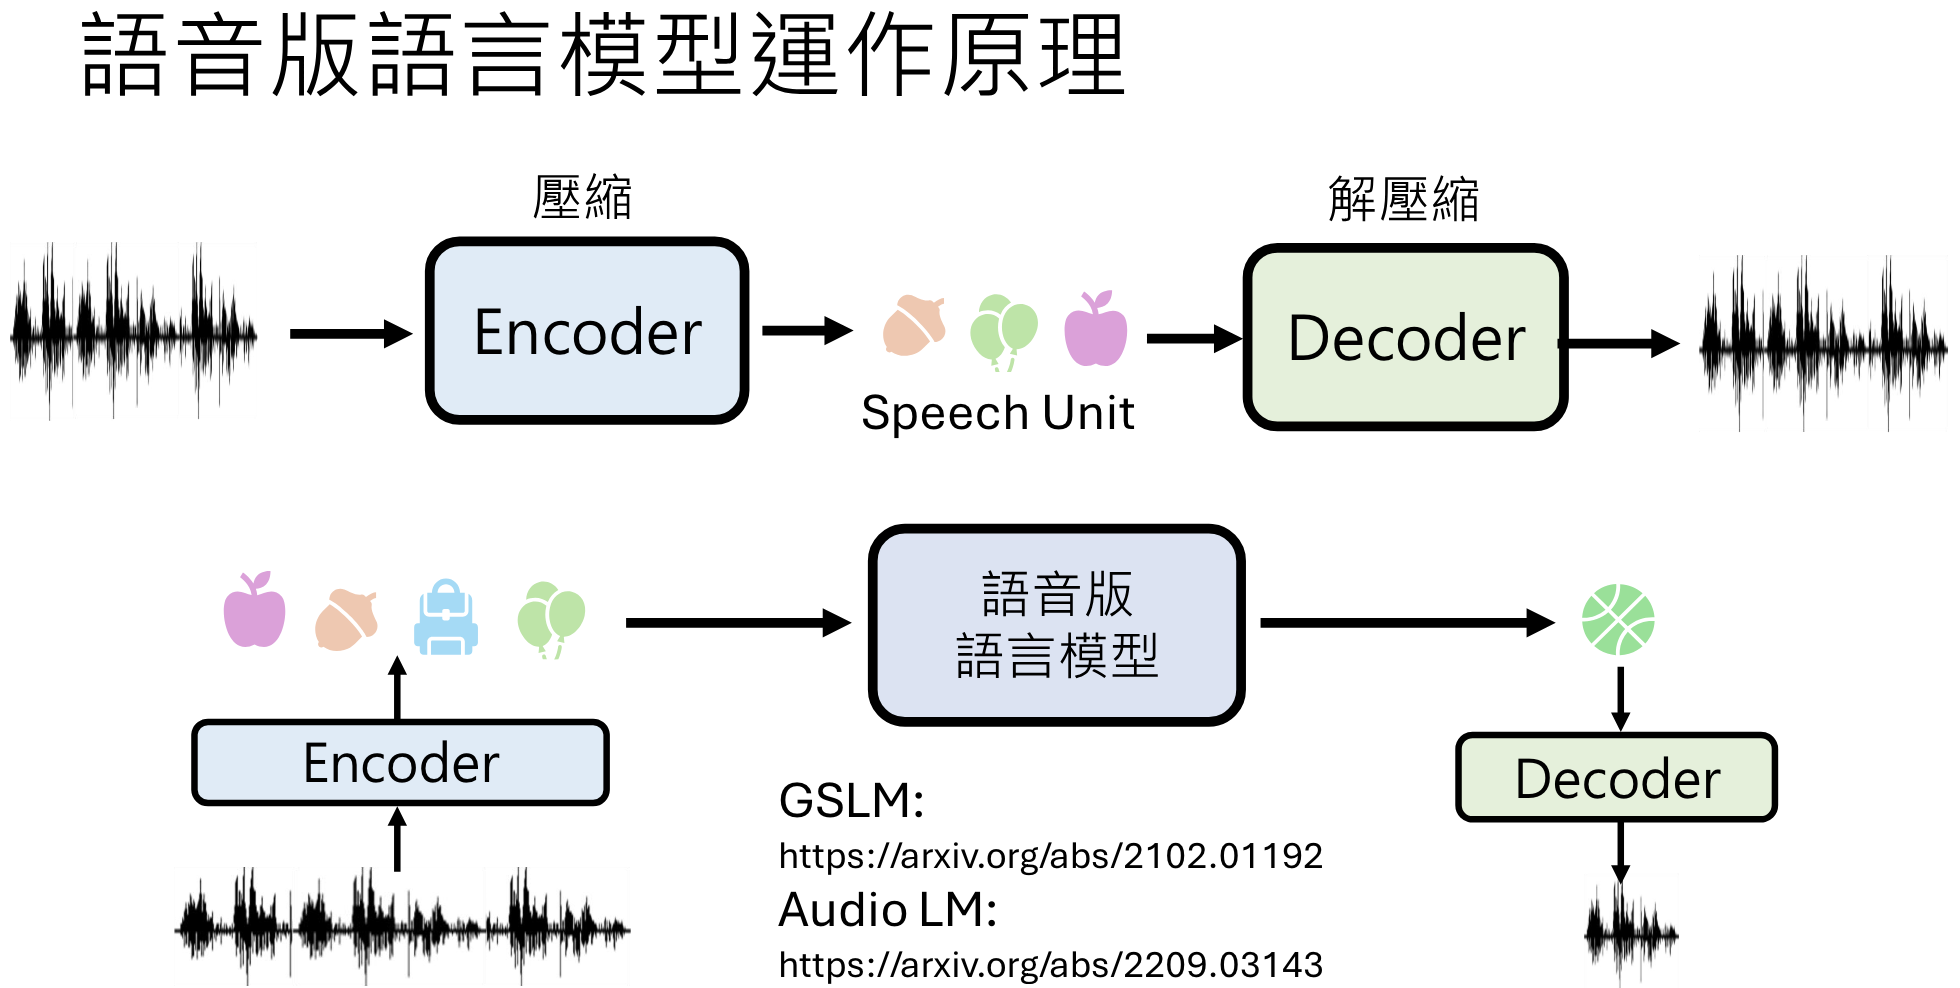 語音版語言模型運作原理
壓縮
解壓縮
Encoder
Decoder
Speech Unit
語音版
語言模型
Encoder
Decoder
GSLM:
https://arxiv.org/abs/2102.01192
Audio LM:
https://arxiv.org/abs/2209.03143